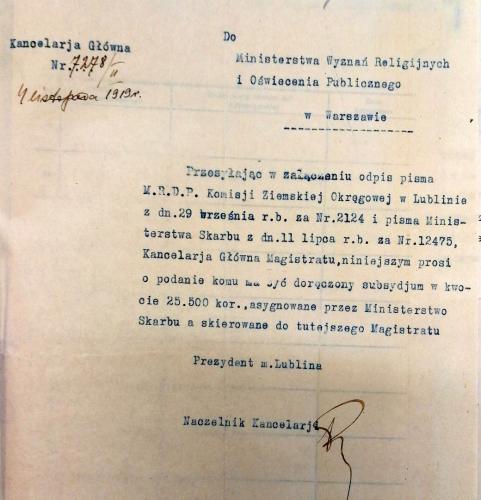 Kancelarja Główna
Nr. 7278/II
4 listopada 1919r.
Do
Ministerstwa Wyznań Religijnych
i Oświecenia Publicznego
w Warszawie
Przesyłając w załączeniu odpis pisma
M.R.D.P. Komisji Ziemskiej Okręgowej w Lublinie
z dn.29 września r.b. za Nr.2124 i pisma Minis-
terstwa Skarbu z dn.11 lipca r.b. za Nr.12475,
Kancelarja Główna Magistratu,niniejszym prosi
o podanie komu ma być doręczony subsydjum w kwo-
cie 25.500 kor.,asygnowane przez Ministerstwo
Skarbu a skierowane do tutejszego Magistratu
Prezydent m.Lublina
Naczelnik Kancelarji